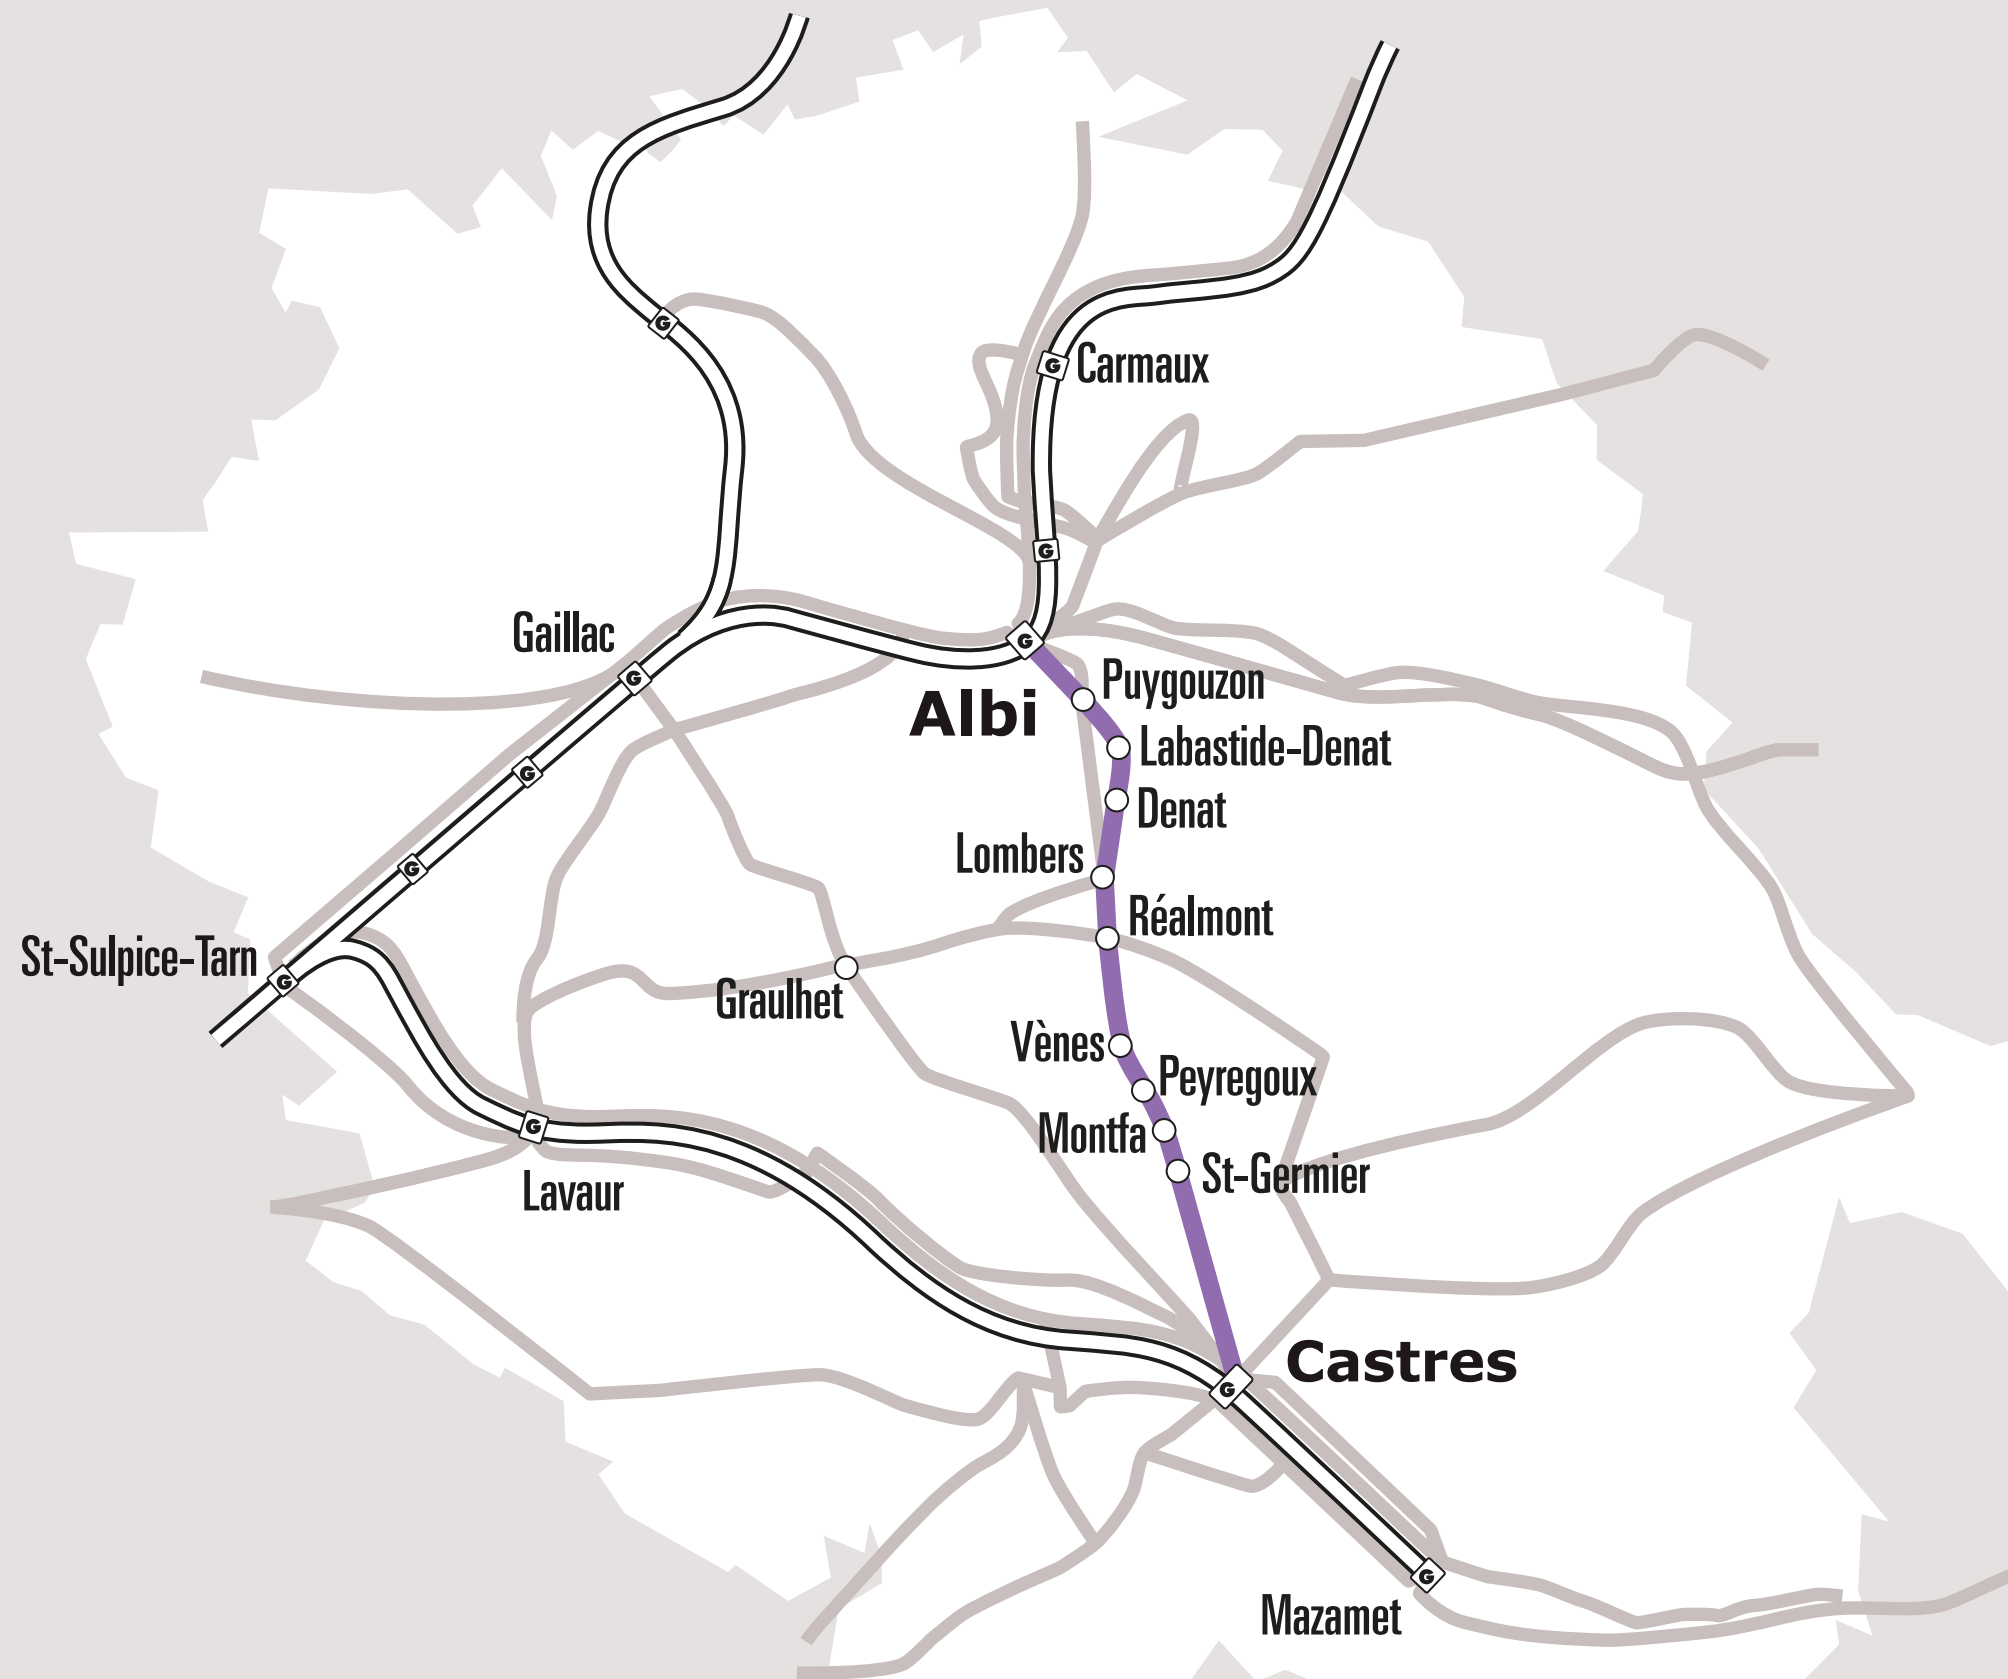 G
G
Carmaux
G
Gaillac
G
G
Puygouzon
Albi
Labastide-Denat
G
Denat
Lombers
G
Réalmont
St-Sulpice-Tarn
G
Graulhet
Vènes
Peyregoux
G
Montfa
St-Germier
Lavaur
Castres
G
G
Mazamet